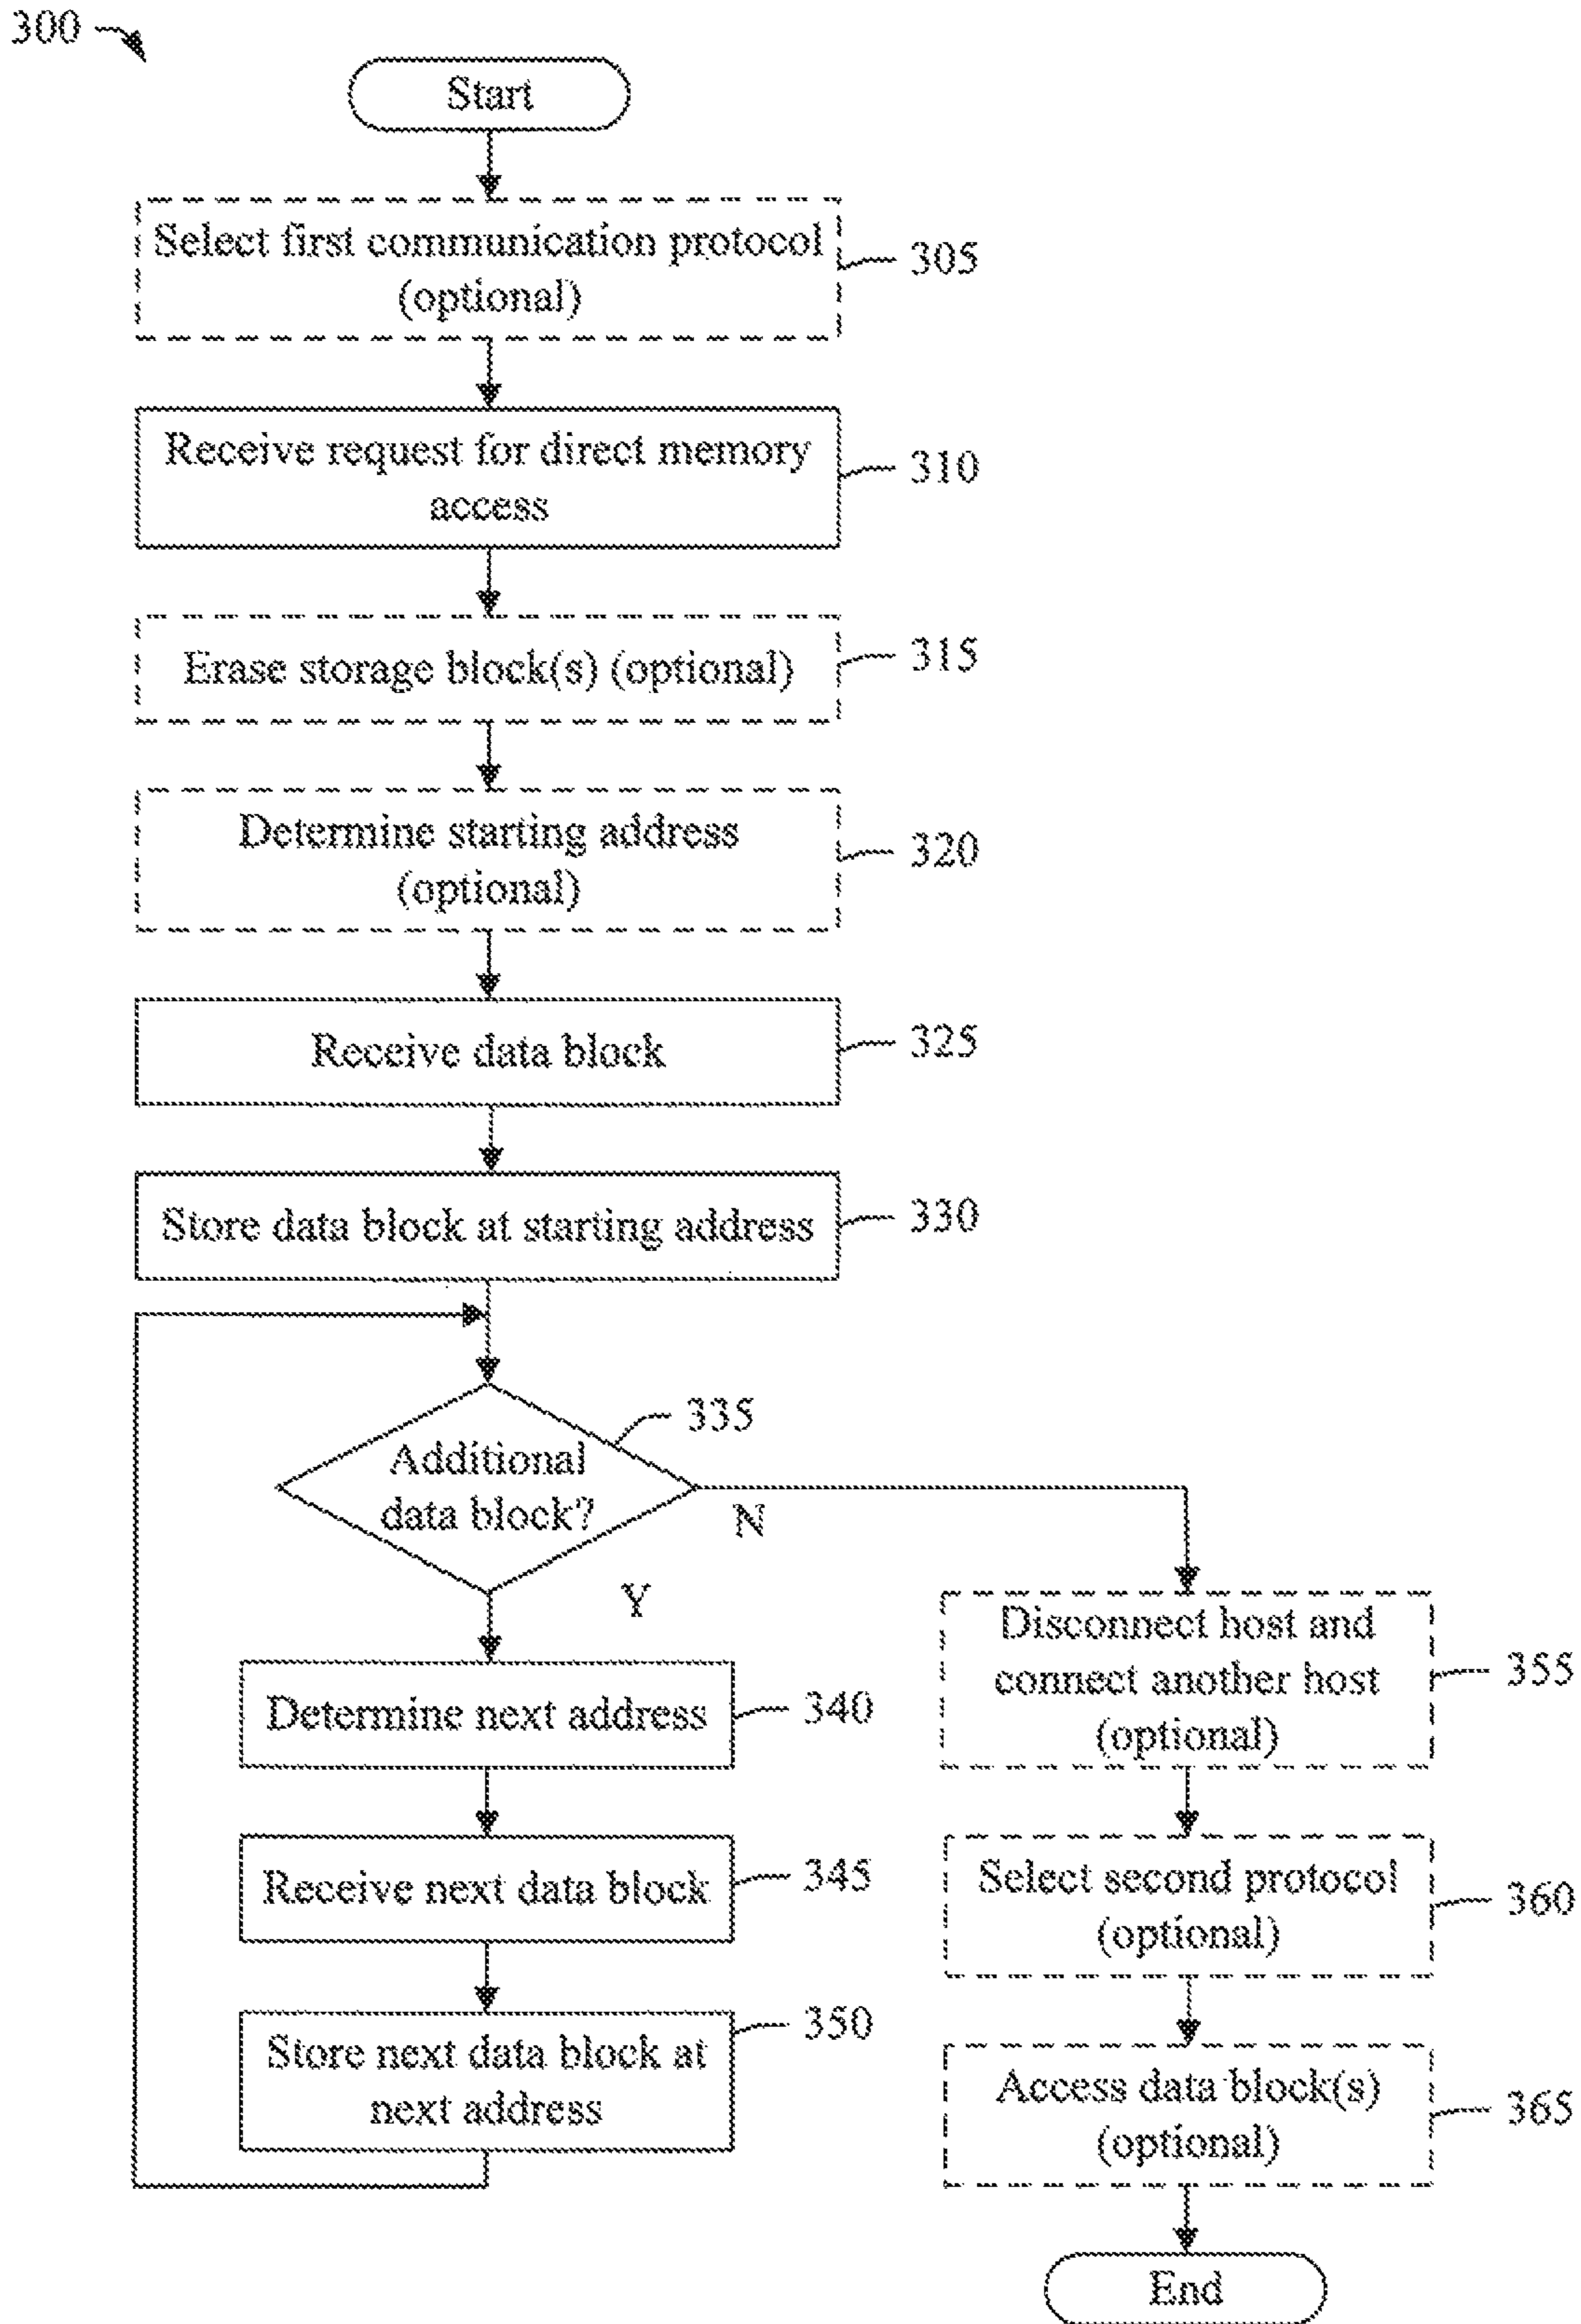 300
Start
Select first communication protocol
(optional)
305
Receive request for direct memory
access
310
Erase storage block(s) (optional)
315
Determine starting address
(optional)
320
Receive data block
325
Store data block at starting address
330
335
Additional
data block?
N
Y
Determine next address
340
Receive next data block
345
Store next data block at
next address
350
Disconnect host and
connect another host
(optional)
355
Select second protocol
(optional)
360
Access data block(s)
(optional)
365
End